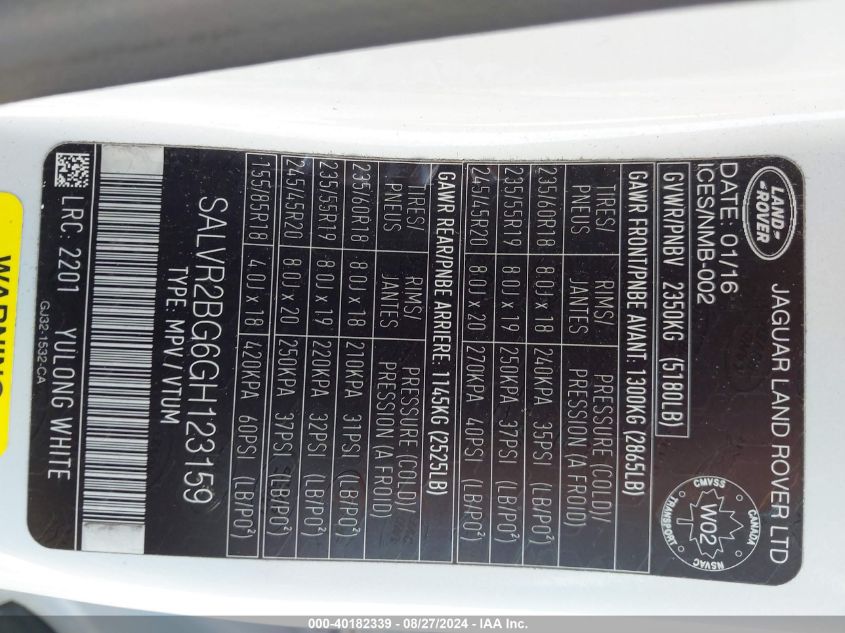 LAND
ROVER
JAGUAR LAND ROVER LTD
DATE: 01/16
ICES/NMB-002
CMVSS
CANADA
NSVAC
TRANSPORT
W02
GVWR/PNBV 2350KG (5180LB)
GAWR FRONT/PNBE AVANT: 1300KG (2865LB)
TIRES/ RIMS/ PRESSURE (COLD)/
PNEUS JANTES PRESSION (A FROID)
235/60R18 8.0J x 18 240KPA 35PSI (LB/PO²)
235/55R19 8.0J x 19 250KPA 37PSI (LB/PO²)
245/45R20 8.0J x 20 270KPA 40PSI (LB/PO²)
GAWR REAR/PNBE ARRIERE: 1145KG (2525LB)
TIRES/ RIMS/ PRESSURE (COLD)/
PNEUS JANTES PRESSION (A FROID)
235/60R18 8.0J x 18 210KPA 31PSI (LB/PO²)
235/55R19 8.0J x 19 220KPA 32PSI (LB/PO²)
245/45R20 8.0J x 20 250KPA 37PSI (LB/PO²)
155/85R18 4.0J x 18 420KPA 60PSI (LB/PO²)
SALVR2BG6GH123159
TYPE: MPV / VTUM
LRC: 2201 YULONG WHITE
GJ32-1532-CA
WARNING
000-40182339 - 08/27/2024 - IAA Inc.